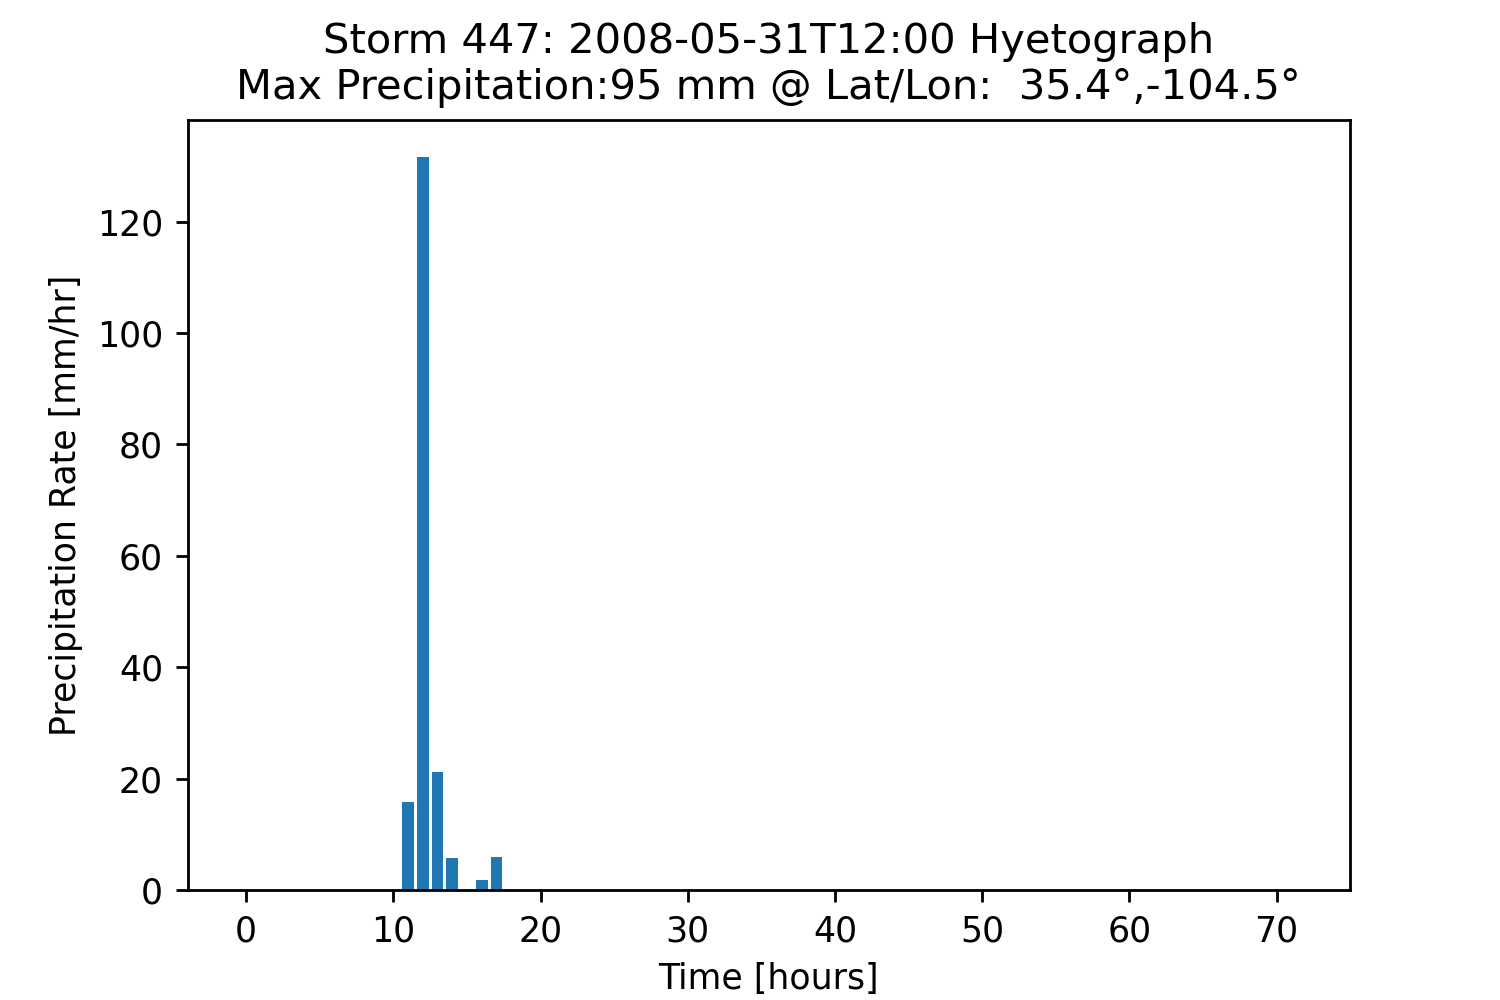 Storm 447: 2008-05-31T12:00 Hyetograph
Max Precipitation:95 mm @ Lat/Lon:  35.4°,-104.5°
Precipitation Rate [mm/hr]
120
100
80
60
40
20
0
0 10 20 30 40 50 60 70
Time [hours]